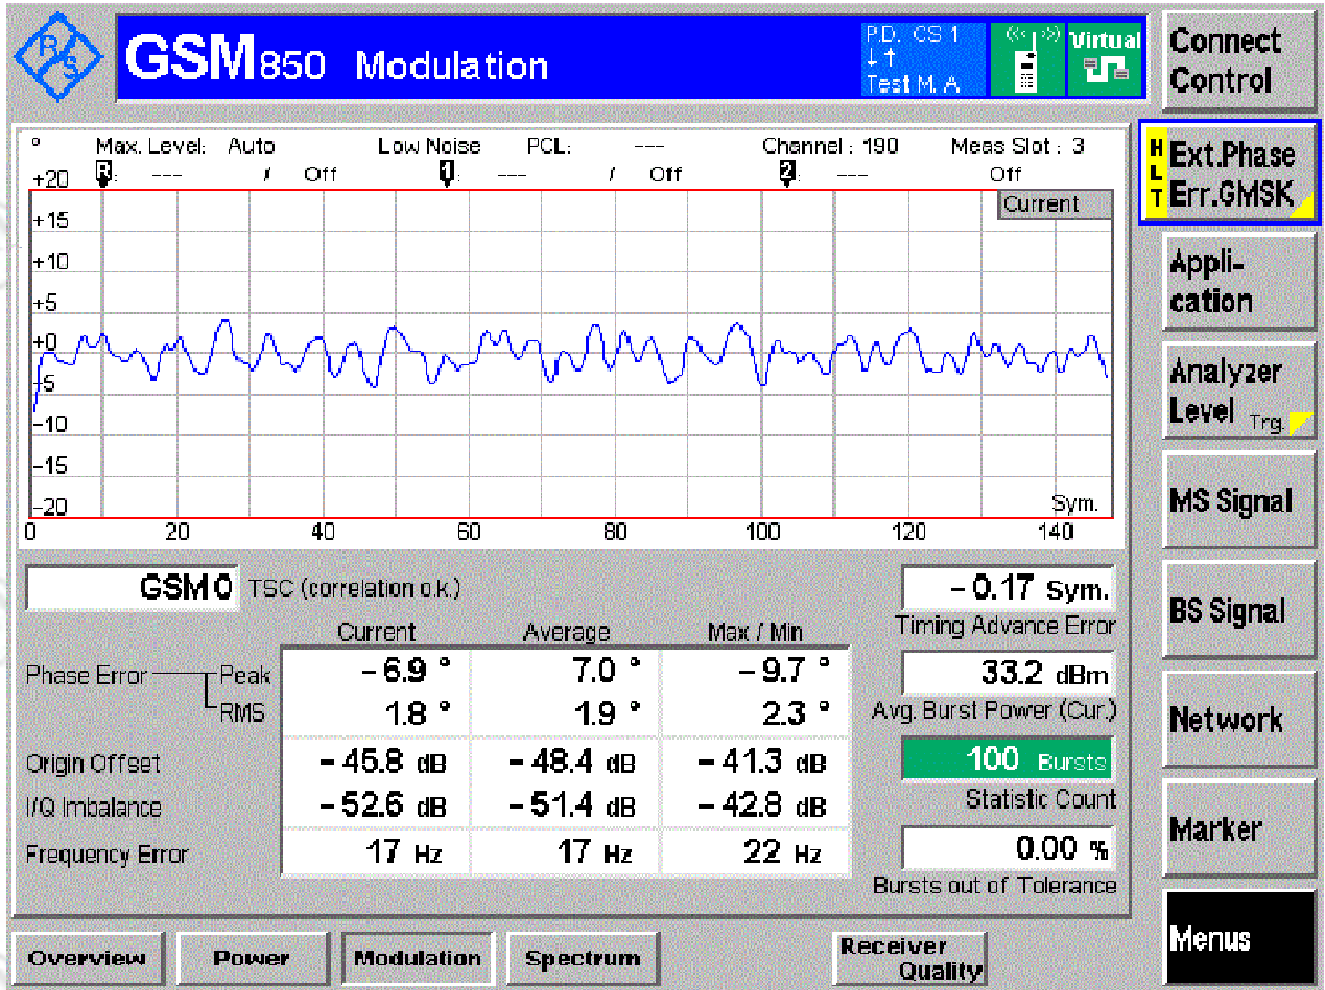 R&S
GSM850 Modulation
P.D. CS 1
Test M. A.
Virtual
Connect
Control
° Max. Level: Auto Low Noise PCL: --- Channel : 190 Meas Slot : 3
R: --- / Off 1: --- / Off 2: --- Off
Current
+20
+15
+10
+5
+0
-5
-10
-15
-20
Sym.
0 20 40 60 80 100 120 140
HLT
Ext.Phase
Err.GMSK
Appli-
cation
Analyzer
Level Trg.
MS Signal
BS Signal
Network
Marker
Menus
GSM 0 TSC (correlation o.k.)
Current Average Max / Min
Phase Error Peak -6.9 ° 7.0 ° -9.7 °
RMS 1.8 ° 1.9 ° 2.3 °
Origin Offset -45.8 dB -48.4 dB -41.3 dB
I/Q Imbalance -52.6 dB -51.4 dB -42.8 dB
Frequency Error 17 Hz 17 Hz 22 Hz
-0.17 Sym.
Timing Advance Error
33.2 dBm
Avg. Burst Power (Cur.)
100 Bursts
Statistic Count
0.00 %
Bursts out of Tolerance
Overview
Power
Modulation
Spectrum
Receiver
Quality